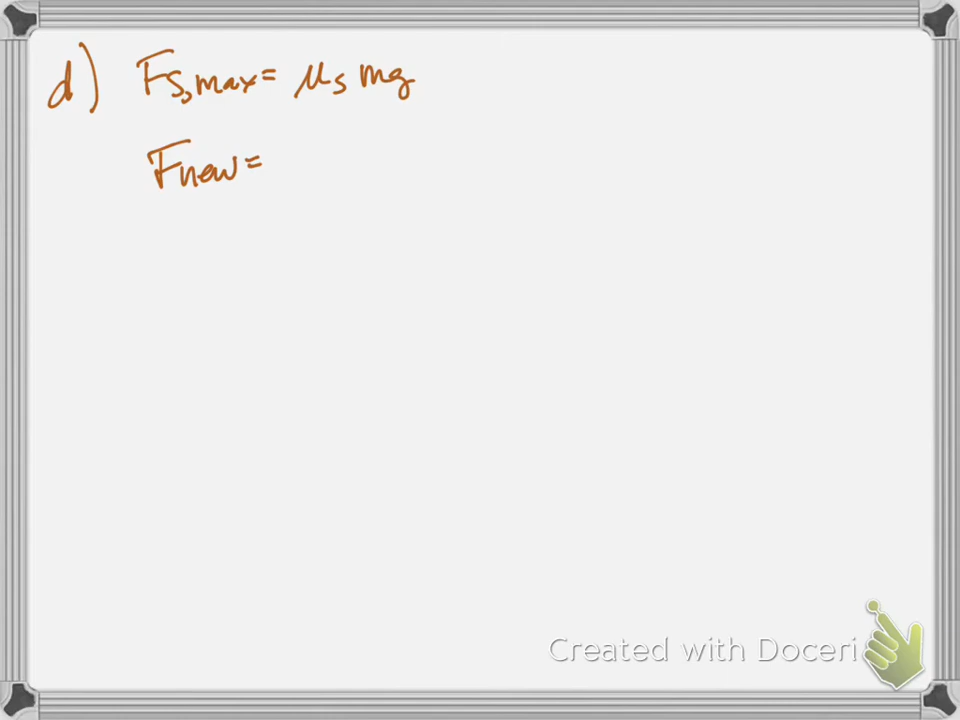 d) Fs,max = μs mg
Fnew =
Created with Doceri